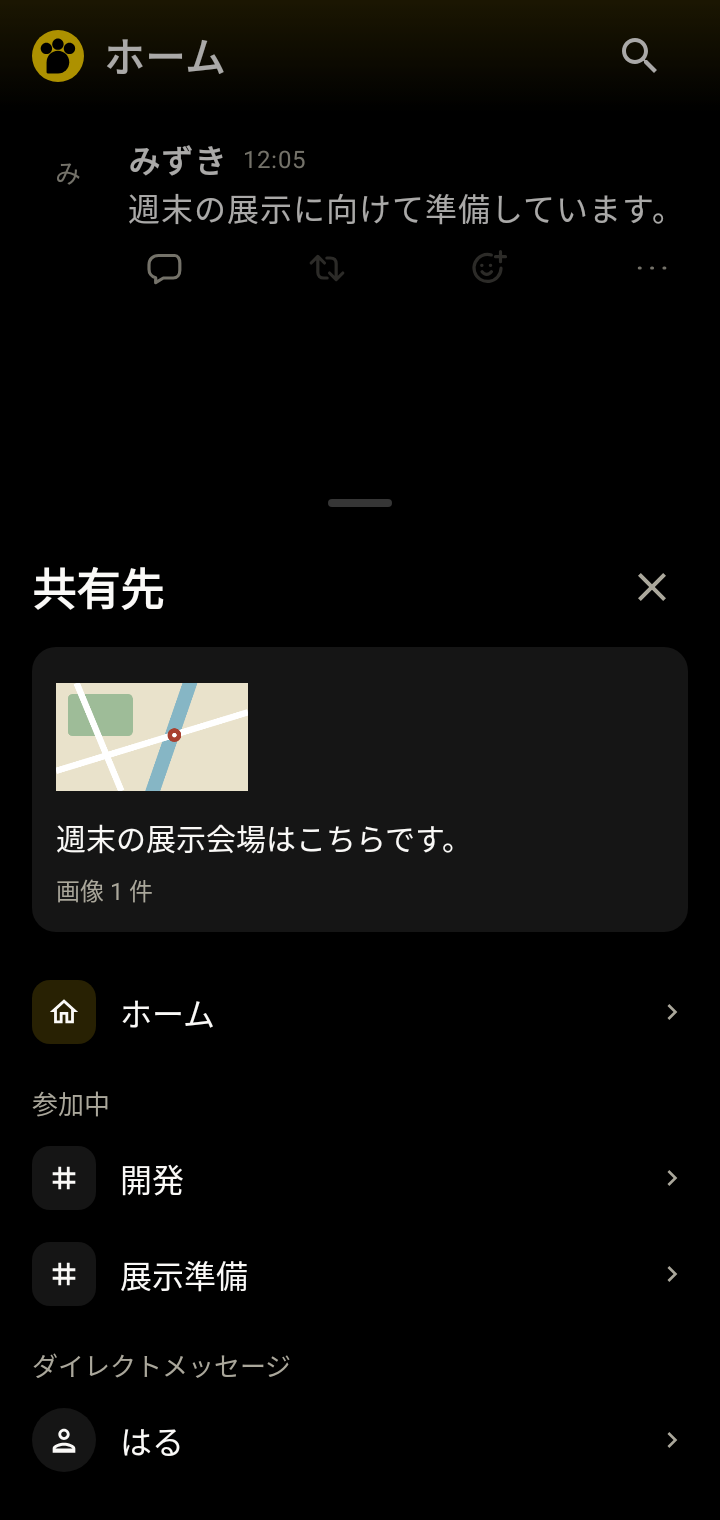 ホーム
み
みずき 12:05
週末の展示に向けて準備しています。
共有先
週末の展示会場はこちらです。
画像 1 件
ホーム
参加中
開発
展示準備
ダイレクトメッセージ
はる